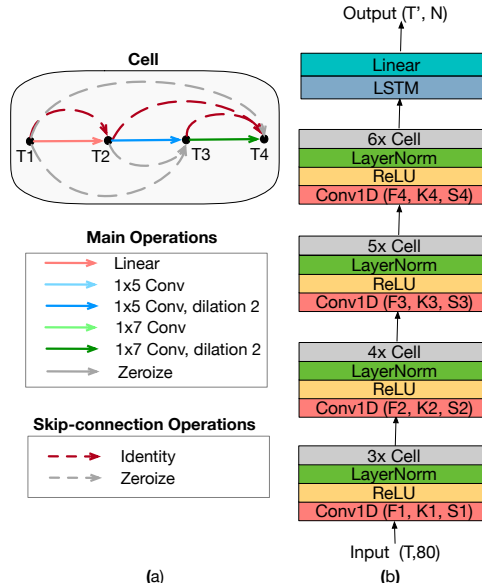 Cell
T1
T2
T3
T4
Main Operations
Linear
1x5 Conv
1x5 Conv, dilation 2
1x7 Conv
1x7 Conv, dilation 2
Zeroize
Skip-connection Operations
Identity
Zeroize
(a)
Output (T', N)
Linear
LSTM
6x Cell
LayerNorm
ReLU
Conv1D (F4, K4, S4)
5x Cell
LayerNorm
ReLU
Conv1D (F3, K3, S3)
4x Cell
LayerNorm
ReLU
Conv1D (F2, K2, S2)
3x Cell
LayerNorm
ReLU
Conv1D (F1, K1, S1)
Input (T,80)
(b)